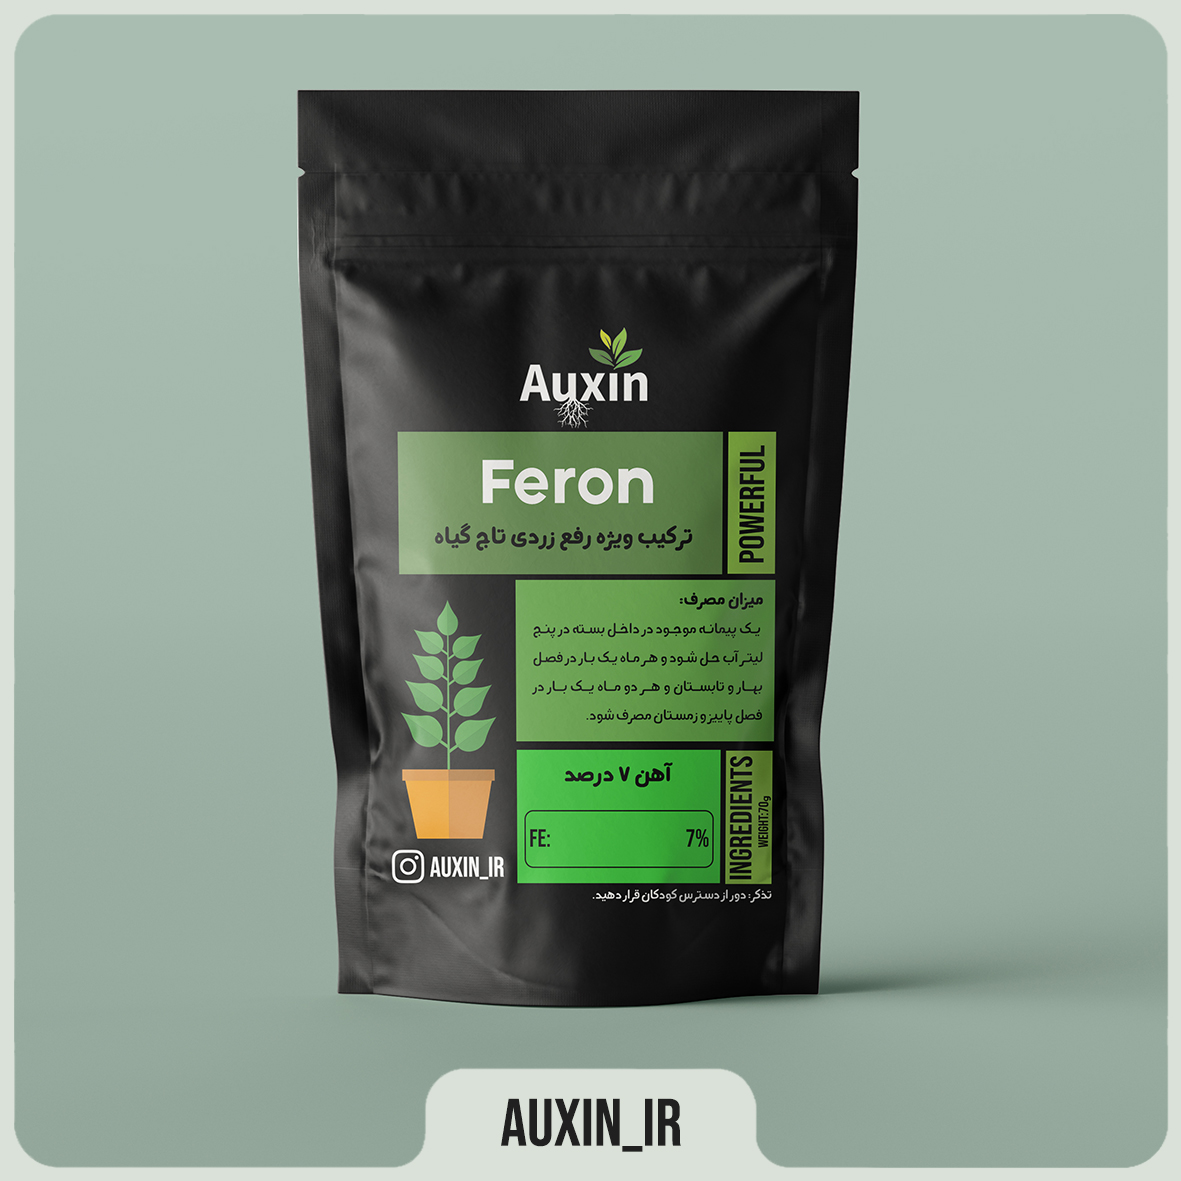 Auxin
Feron
ترکیب ویژه رفع زردی تاج گیاه
POWERFUL
میزان مصرف:
یک پیمانه موجود در داخل بسته در پنج
لیتر آب حل شود و هر ماه یک بار در فصل
بهار و تابستان و هر دو ماه یک بار در
فصل پاییز و زمستان مصرف شود.
آهن ۷ درصد
FE: 7%
INGREDIENTS
WEIGHT:70g
AUXIN_IR
تذکر: دور از دسترس کودکان قرار دهید.
AUXIN_IR